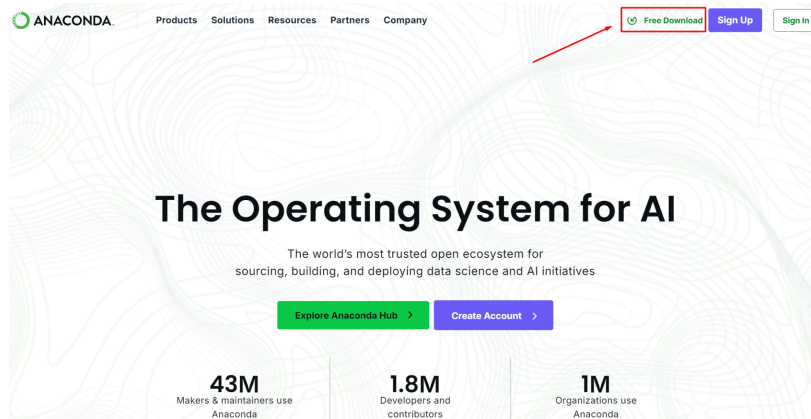 ANACONDA.
Products Solutions Resources Partners Company
Free Download Sign Up Sign In
The Operating System for AI
The world's most trusted open ecosystem for
sourcing, building, and deploying data science and AI initiatives
Explore Anaconda Hub >
Create Account >
43M
Makers & maintainers use
Anaconda
1.8M
Developers and
contributors
1M
Organizations use
Anaconda